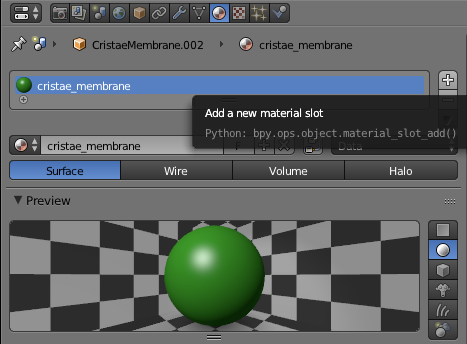 CristaeMembrane.002 cristae_membrane
cristae_membrane
Add a new material slot
Python: bpy.ops.object.material_slot_add()
cristae_membrane F Data
Surface Wire Volume Halo
Preview